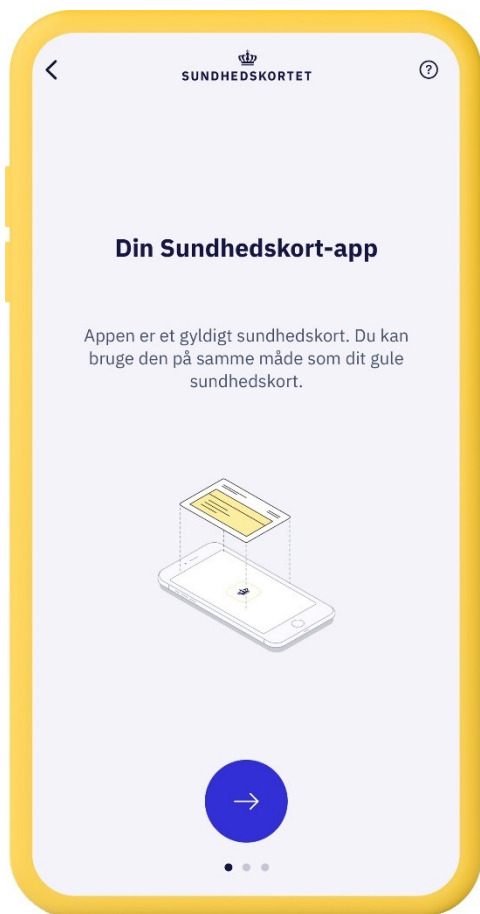 SUNDHEDSKORTET
Din Sundhedskort-app
Appen er et gyldigt sundhedskort. Du kan
bruge den på samme måde som dit gule
sundhedskort.